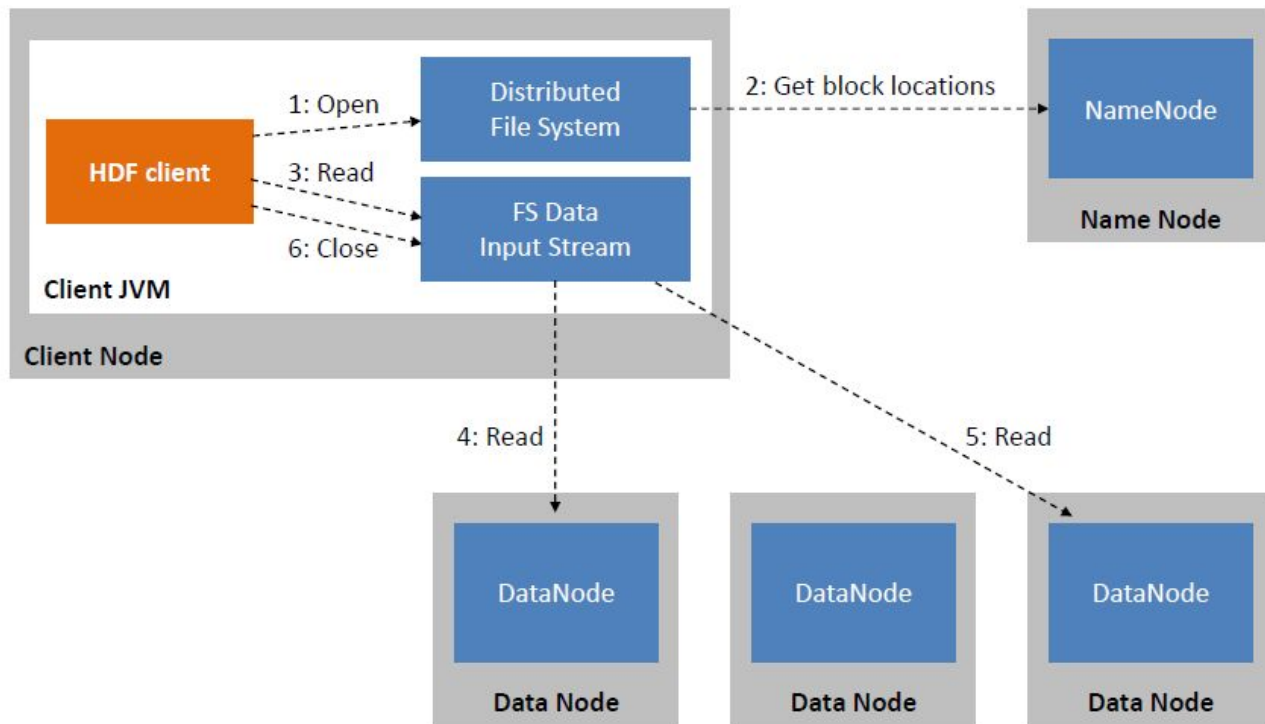 Distributed
File System
1: Open
2: Get block locations
NameNode
HDF client
3: Read
FS Data
Input Stream
6: Close
Name Node
Client JVM
Client Node
4: Read
5: Read
DataNode
DataNode
DataNode
Data Node
Data Node
Data Node